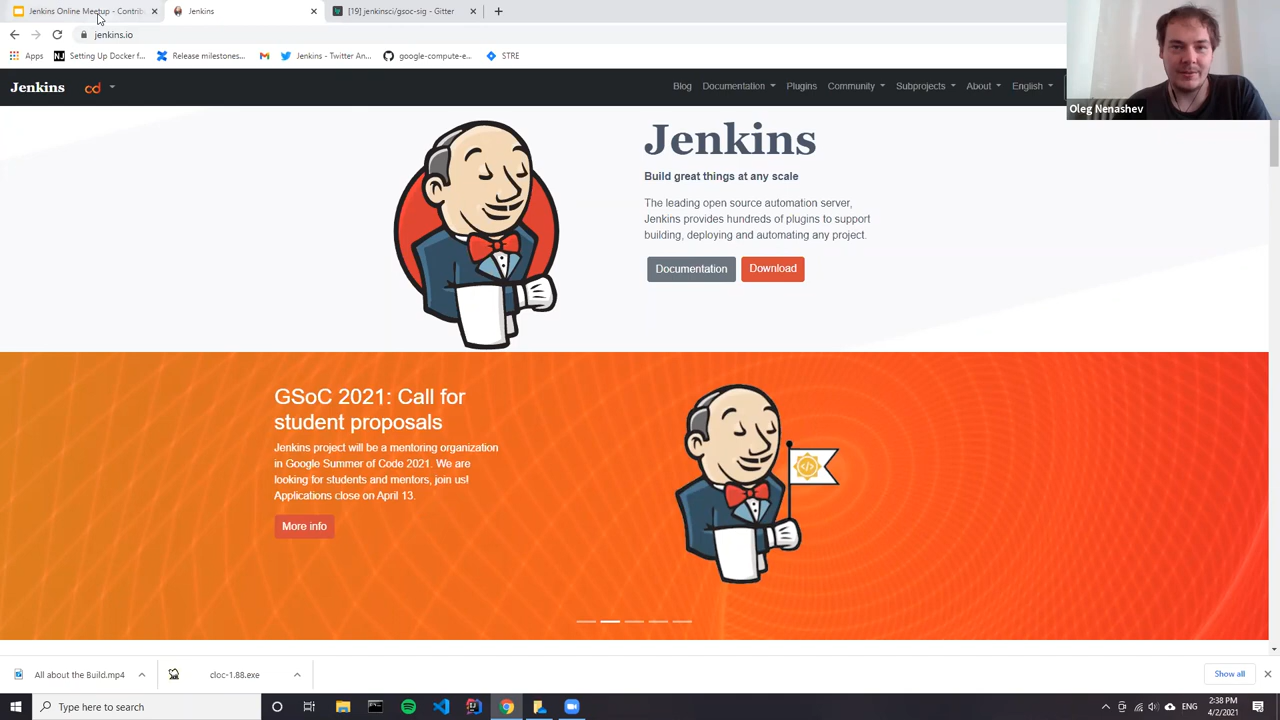 Jenkins Online Meetup - Contrib
Jenkins
[19] jenkinsci/gsoc-sig - Gitter
jenkins.io
Apps
NJ
Setting Up Docker f...
Release milestones...
Jenkins - Twitter An...
google-compute-e...
STRE
Jenkins
cd
Blog
Documentation
Plugins
Community
Subprojects
About
English
Oleg Nenashev
Jenkins
Build great things at any scale
The leading open source automation server,
Jenkins provides hundreds of plugins to support
building, deploying and automating any project.
Documentation
Download
GSoC 2021: Call for
student proposals
Jenkins project will be a mentoring organization
in Google Summer of Code 2021. We are
looking for students and mentors, join us!
Applications close on April 13.
More info
All about the Build.mp4
cloc-1.88.exe
Show all
Type here to search
ENG
2:38 PM
4/2/2021